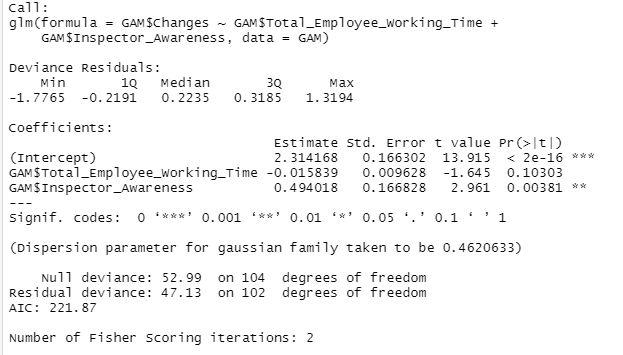 Call:
glm(formula = GAM$Changes ~ GAM$Total_Employee_Working_Time +
    GAM$Inspector_Awareness, data = GAM)
Deviance Residuals:
    Min       1Q   Median       3Q      Max
-1.7765  -0.2191   0.2235   0.3185   1.3194
Coefficients:
                                 Estimate Std. Error t value Pr(>|t|)
(Intercept)                      2.314168   0.166302  13.915  < 2e-16 ***
GAM$Total_Employee_Working_Time -0.015839   0.009628  -1.645  0.10303
GAM$Inspector_Awareness          0.494018   0.166828   2.961  0.00381 **
---
Signif. codes:  0 ‘***’ 0.001 ‘**’ 0.01 ‘*’ 0.05 ‘.’ 0.1 ‘ ’ 1
(Dispersion parameter for gaussian family taken to be 0.4620633)
    Null deviance: 52.99  on 104  degrees of freedom
Residual deviance: 47.13  on 102  degrees of freedom
AIC: 221.87
Number of Fisher Scoring iterations: 2